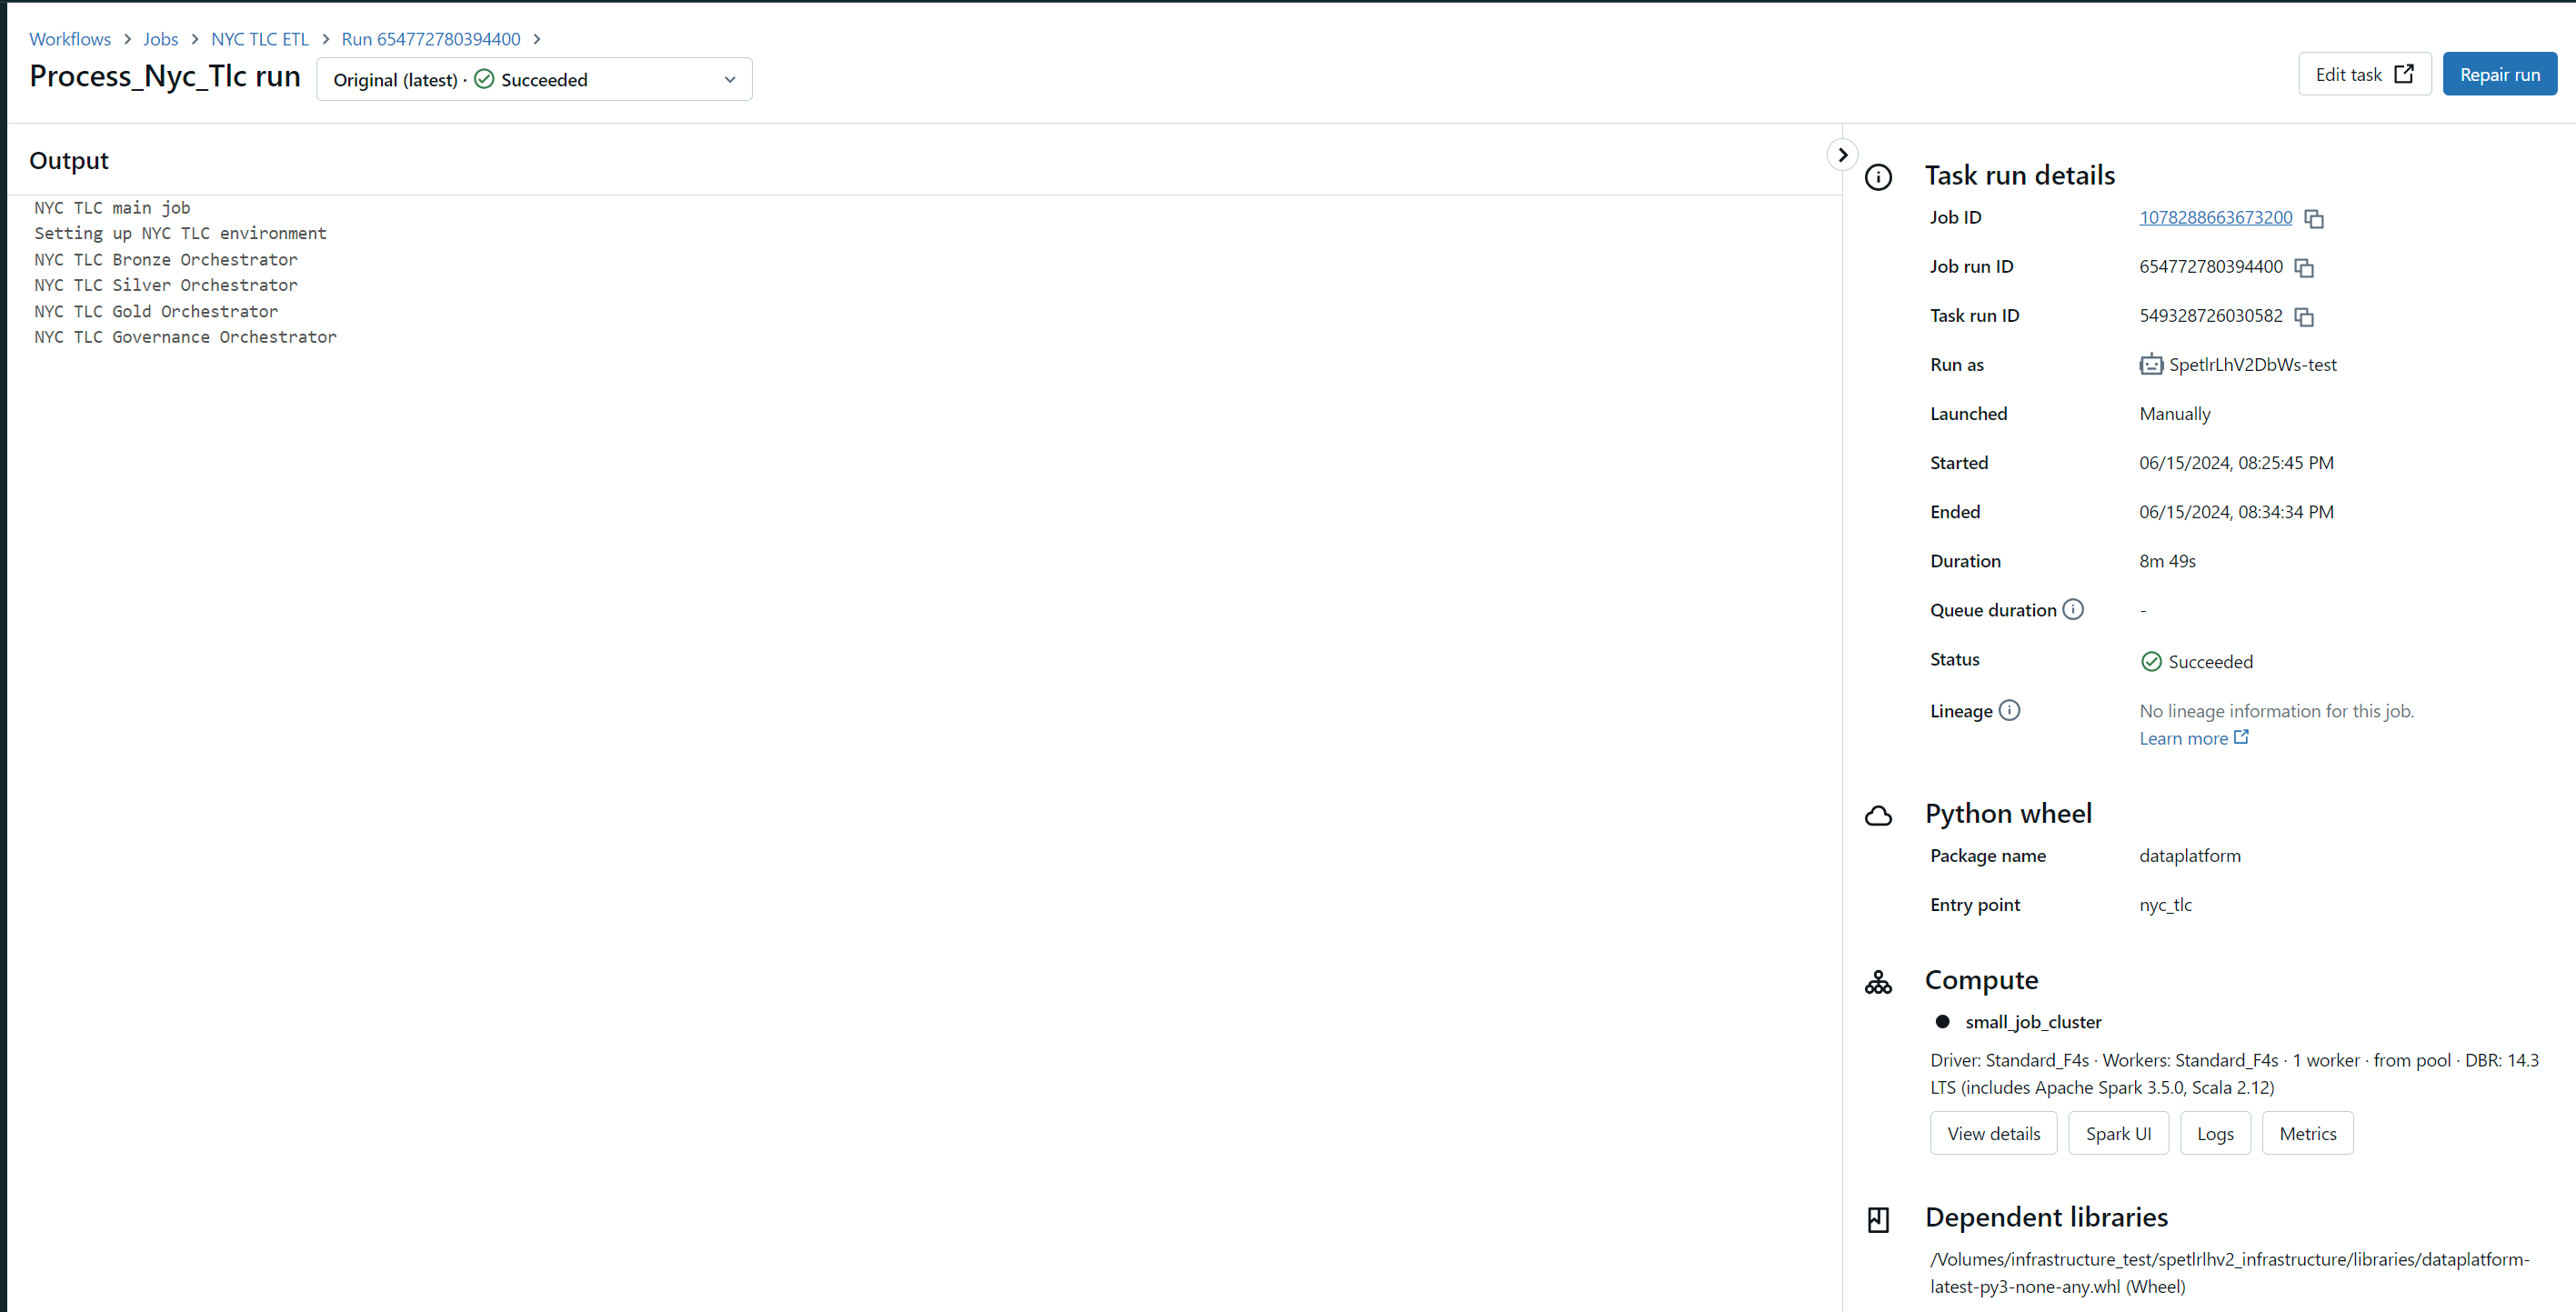 Workflows > Jobs > NYC TLC ETL > Run 654772780394400 >
Process_Nyc_Tlc run
Original (latest) · Succeeded
Edit task
Repair run
Output
NYC TLC main job
Setting up NYC TLC environment
NYC TLC Bronze Orchestrator
NYC TLC Silver Orchestrator
NYC TLC Gold Orchestrator
NYC TLC Governance Orchestrator
Task run details
Job ID 1078288663673200
Job run ID 654772780394400
Task run ID 549328726030582
Run as SpetlrLhV2DbWs-test
Launched Manually
Started 06/15/2024, 08:25:45 PM
Ended 06/15/2024, 08:34:34 PM
Duration 8m 49s
Queue duration -
Status Succeeded
Lineage No lineage information for this job.
Learn more
Python wheel
Package name dataplatform
Entry point nyc_tlc
Compute
small_job_cluster
Driver: Standard_F4s · Workers: Standard_F4s · 1 worker · from pool · DBR: 14.3
LTS (includes Apache Spark 3.5.0, Scala 2.12)
View details Spark UI Logs Metrics
Dependent libraries
/Volumes/infrastructure_test/spetlrlhv2_infrastructure/libraries/dataplatform-
latest-py3-none-any.whl (Wheel)